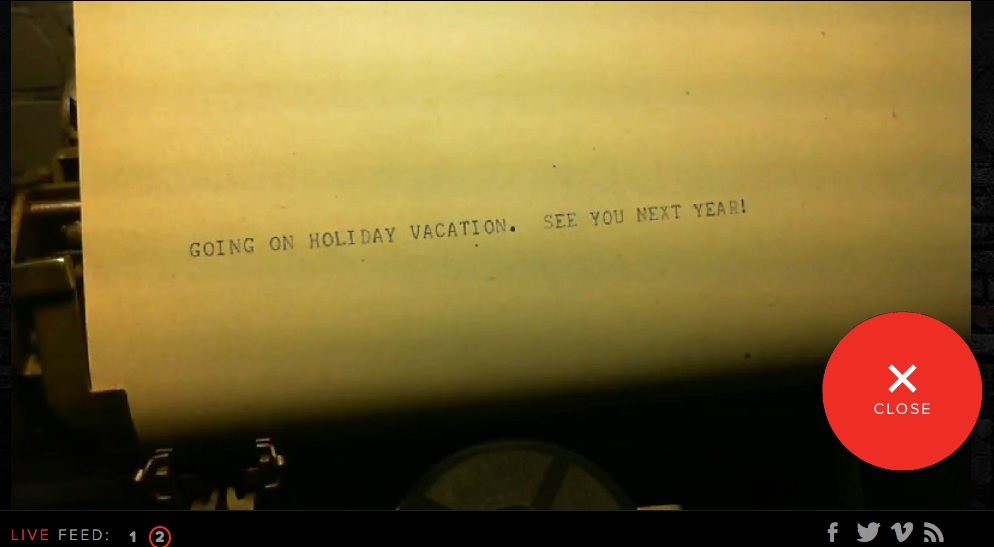 GOING ON HOLIDAY VACATION. SEE YOU NEXT YEAR!
CLOSE
LIVE FEED: 1 2